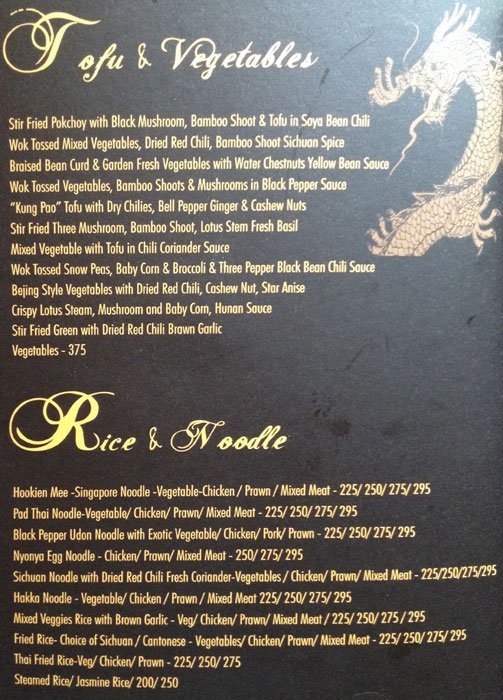 Tofu & Vegetables
Stir Fried Pokchoy with Black Mushroom, Bamboo Shoot & Tofu in Soya Bean Chili
Wok Tossed Mixed Vegetables, Dried Red Chili, Bamboo Shoot Sichuan Spice
Braised Bean Curd & Garden Fresh Vegetables with Water Chestnuts Yellow Bean Sauce
Wok Tossed Vegetables, Bamboo Shoots & Mushrooms in Black Pepper Sauce
"Kung Pao" Tofu with Dry Chilies, Bell Pepper Ginger & Cashew Nuts
Stir Fried Three Mushroom, Bamboo Shoot, Lotus Stem Fresh Basil
Mixed Vegetable with Tofu in Chili Coriander Sauce
Wok Tossed Snow Peas, Baby Corn & Broccoli & Three Pepper Black Bean Chili Sauce
Bejing Style Vegetables with Dried Red Chili, Cashew Nut, Star Anise
Crispy Lotus Steam, Mushroom and Baby Corn, Hunan Sauce
Stir Fried Green with Dried Red Chili Brawn Garlic
Vegetables - 375
Rice & Noodle
Hookien Mee -Singapore Noodle -Vegetable-Chicken / Prawn / Mixed Meat - 225/ 250/ 275/ 295
Pad Thai Noodle-Vegetable/ Chicken/ Prawn/ Mixed Meat - 225/ 250/ 275/ 295
Black Pepper Udon Noodle with Exotic Vegetable/ Chicken/ Pork/ Prawn - 225/ 250/ 275/ 295
Nyonya Egg Noodle - Chicken/ Prawn/ Mixed Meat - 250/ 275/ 295
Sichuan Noodle with Dried Red Chili Fresh Coriander-Vegetables / Chicken/ Prawn/ Mixed Meat - 225/250/275/295
Hakka Noodle - Vegetable/ Chicken / Prawn / Mixed Meat 225/ 250/ 275/ 295
Mixed Veggies Rice with Brown Garlic - Veg/ Chicken/ Prawn/ Mixed Meat / 225/ 250 / 275 / 295
Fried Rice- Choice of Sichuan / Cantonese - Vegetables/ Chicken/ Prawn/ Mixed Meat - 225/ 250/ 275/ 295
Thai Fried Rice-Veg/ Chicken/ Prawn - 225/ 250/ 275
Steamed Rice/ Jasmine Rice/ 200/ 250